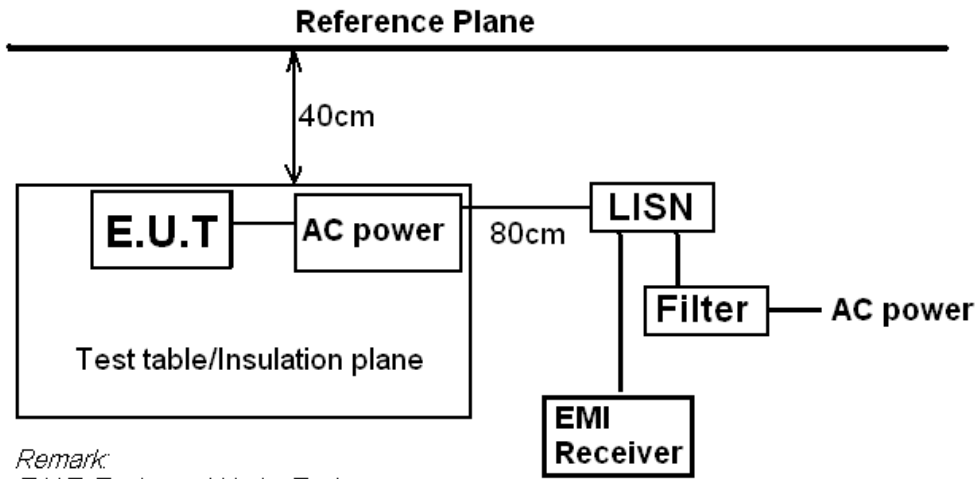 Reference Plane
40cm
E.U.T
AC power
80cm
LISN
Filter
AC power
Test table/Insulation plane
EMI
Receiver
Remark: